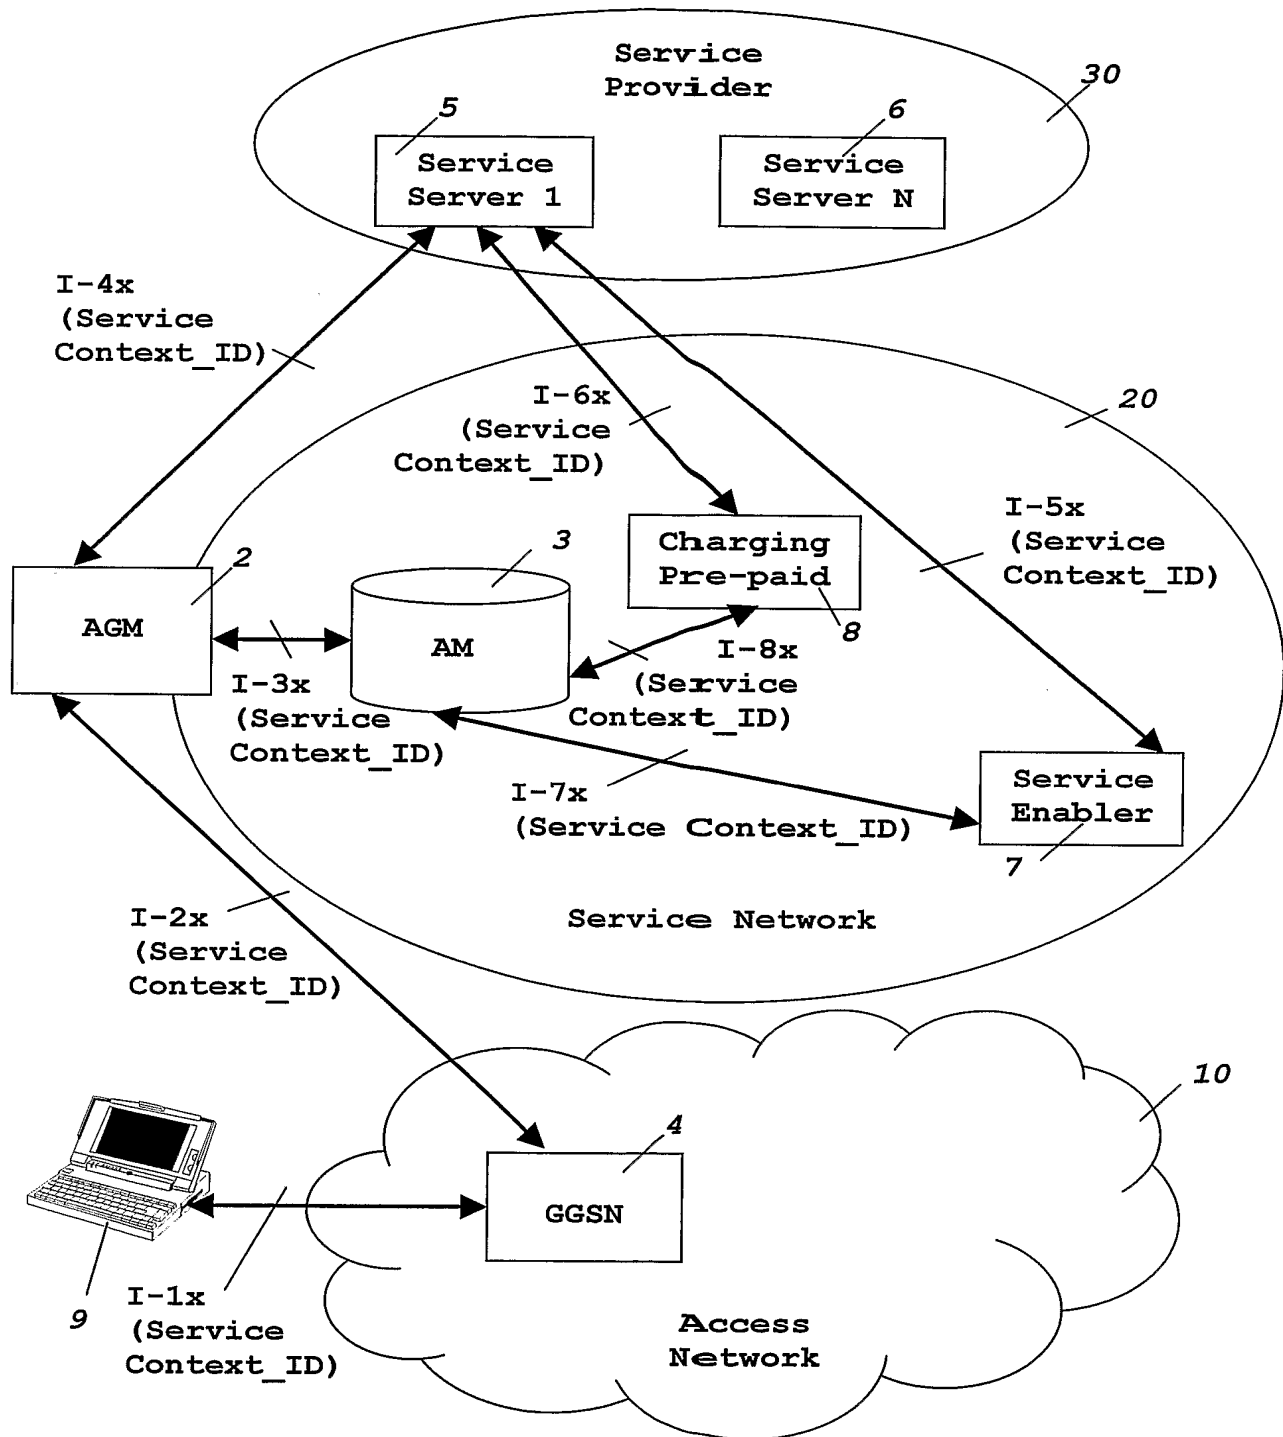 Service
Provider
30
5
6
Service
Server 1
Service
Server N
I-4x
(Service
Context_ID)
I-6x
(Service
Context_ID)
20
I-5x
(Service
Context_ID)
2
3
Charging
Pre-paid
8
AGM
AM
I-8x
(Service
Context_ID)
I-3x
(Service
Context_ID)
Service
Enabler
7
I-7x
(Service Context_ID)
Service Network
I-2x
(Service
Context_ID)
10
4
GGSN
9
I-1x
(Service
Context_ID)
Access
Network